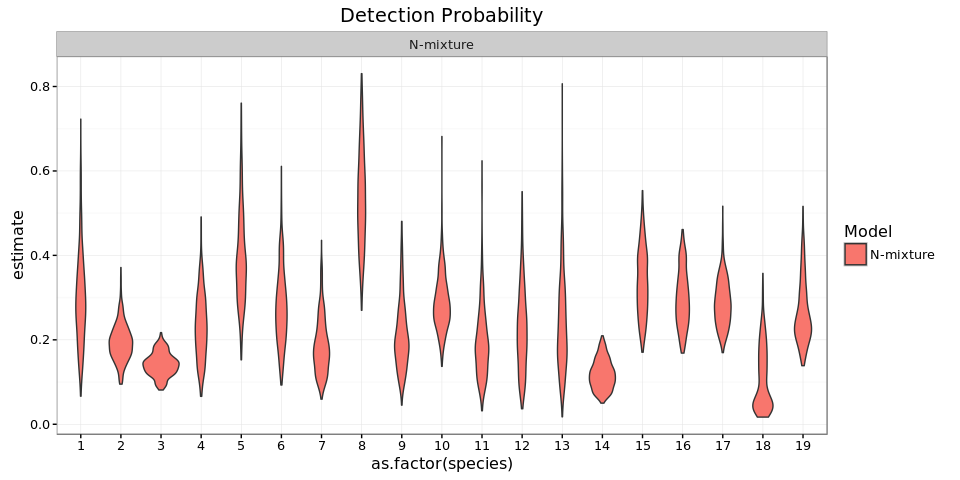 Detection Probability
N-mixture
0.8
0.6
0.4
0.2
0.0
estimate
1 2 3 4 5 6 7 8 9 10 11 12 13 14 15 16 17 18 19
as.factor(species)
Model
N-mixture